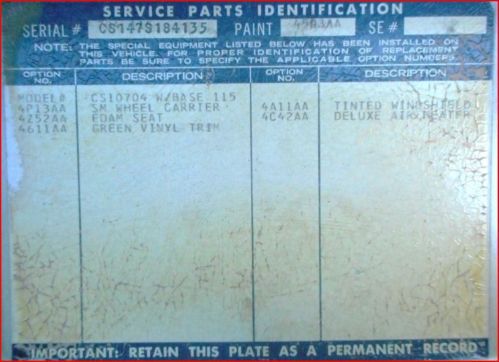 SERVICE PARTS IDENTIFICATION
SERIAL # CS147S184135 PAINT 4503AA SE #
NOTE: THE SPECIAL EQUIPMENT LISTED BELOW HAS BEEN INSTALLED ON
THIS VEHICLE. FOR PROPER IDENTIFICATION OF REPLACEMENT
PARTS BE SURE TO SPECIFY THE APPLICABLE OPTION NUMBERS.
OPTION NO. DESCRIPTION OPTION NO. DESCRIPTION
MODEL# CS10704 W/BASE 115
4P13AA SM WHEEL CARRIER 4A11AA TINTED WINDSHIELD
4Z52AA FOAM SEAT 4C42AA DELUXE AIR HEATER
4611AA GREEN VINYL TRIM
IMPORTANT: RETAIN THIS PLATE AS A PERMANENT RECORD